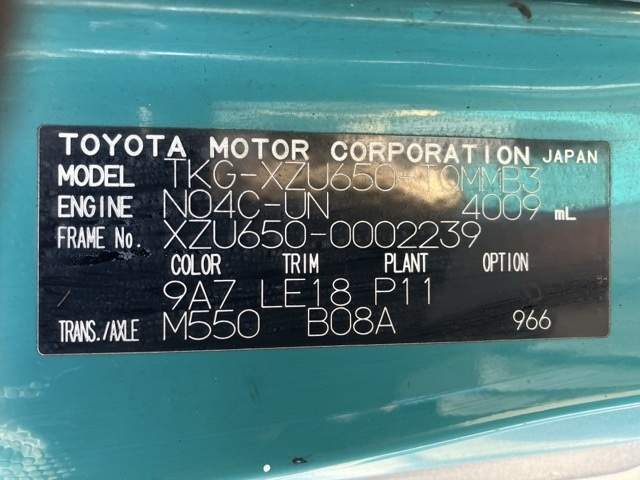 TOYOTA MOTOR CORPORATION JAPAN
MODEL TKG-XZU650-TQMMB3
ENGINE N04C-UN 4009 mL
FRAME No. XZU650-0002239
COLOR TRIM PLANT OPTION
9A7 LE18 P11
TRANS./AXLE M550 B08A 966